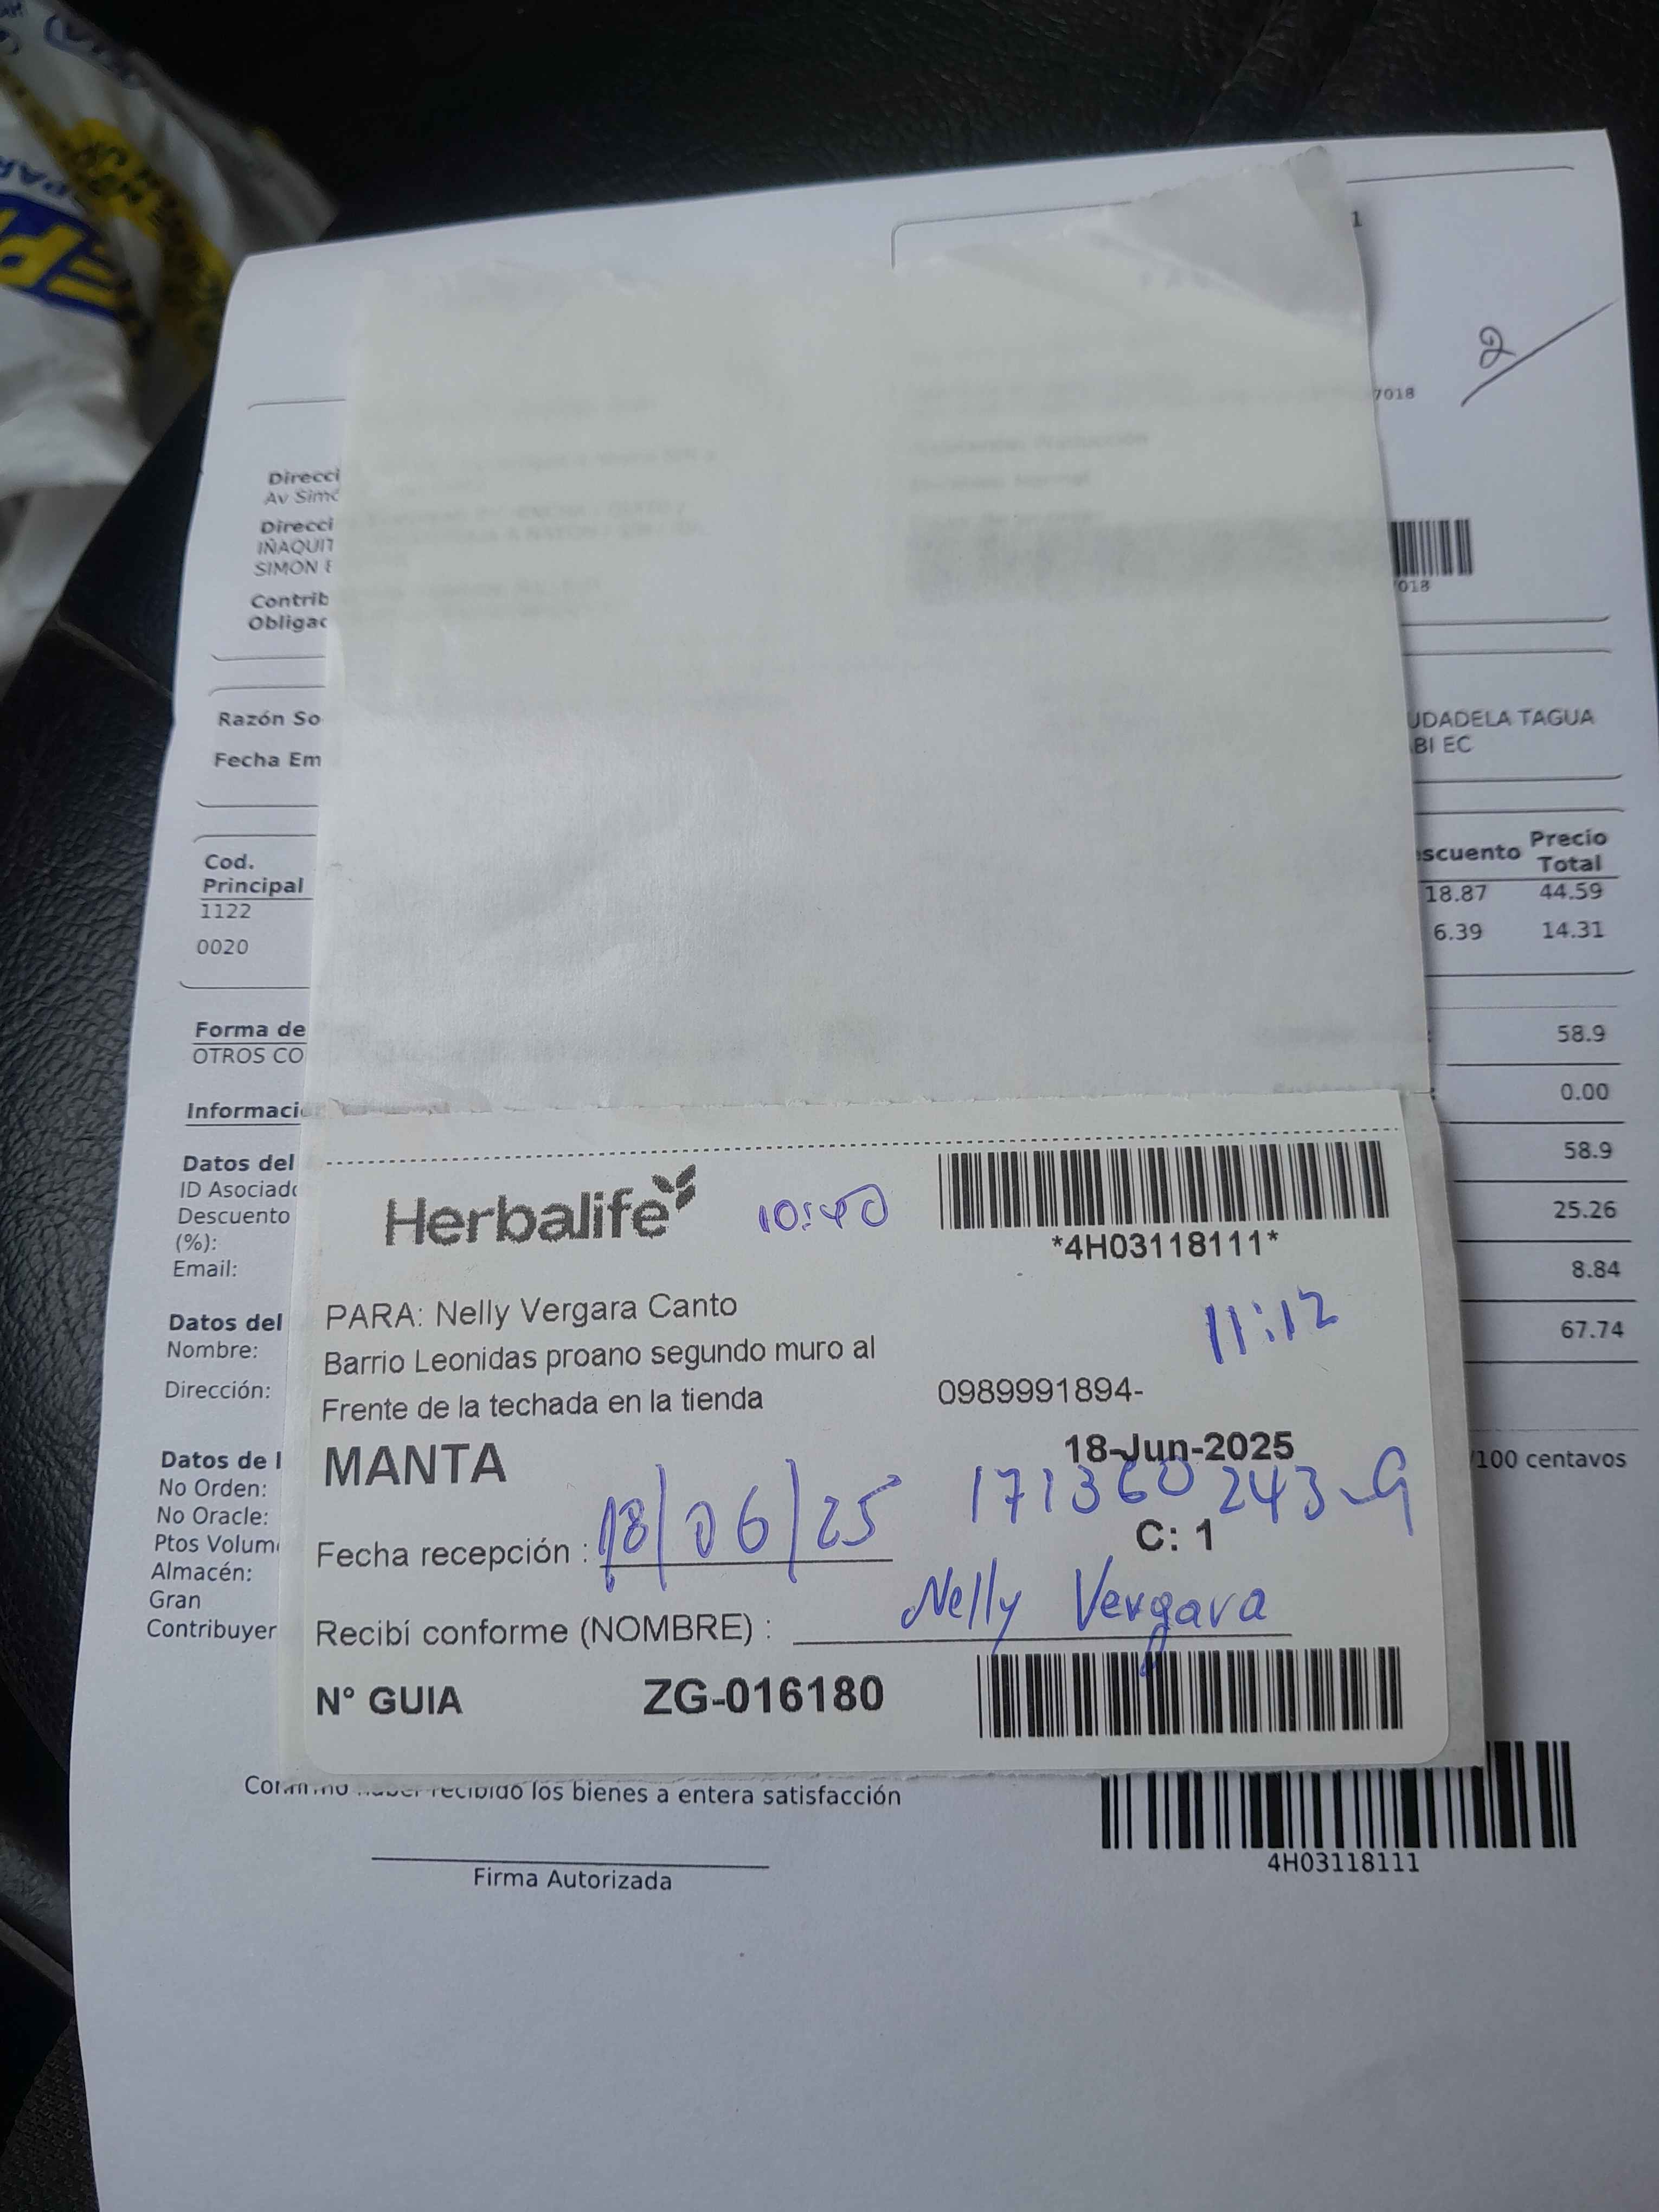 1
2
7018
Direcci
Av Simó
Direcci
IÑAQUIT
SIMON B
018
Contrib
Obligac
Razón So
UDADELA TAGUA
Fecha Em
ABI EC
Cod.
Principal
scuento
Precio
Total
1122
18.87
44.59
0020
6.39
14.31
Forma de
58.9
OTROS CO
0.00
Informaci
Datos del
58.9
ID Asociado
Descuento
25.26
(%):
Email:
8.84
Datos del
Nombre:
67.74
Dirección:
Datos de l
/100 centavos
No Orden:
No Oracle:
Ptos Volum
Almacén:
Gran
Contribuyer
Herbalife
10:40
*4H03118111*
PARA: Nelly Vergara Canto
11:12
Barrio Leonidas proano segundo muro al
Frente de la techada en la tienda
0989991894-
MANTA
18-Jun-2025
171360243-9
Fecha recepción : 18/06/25
C: 1
Recibí conforme (NOMBRE) : Nelly Vergara
N° GUIA ZG-016180
recibido los bienes a entera satisfacción
Firma Autorizada
4H03118111